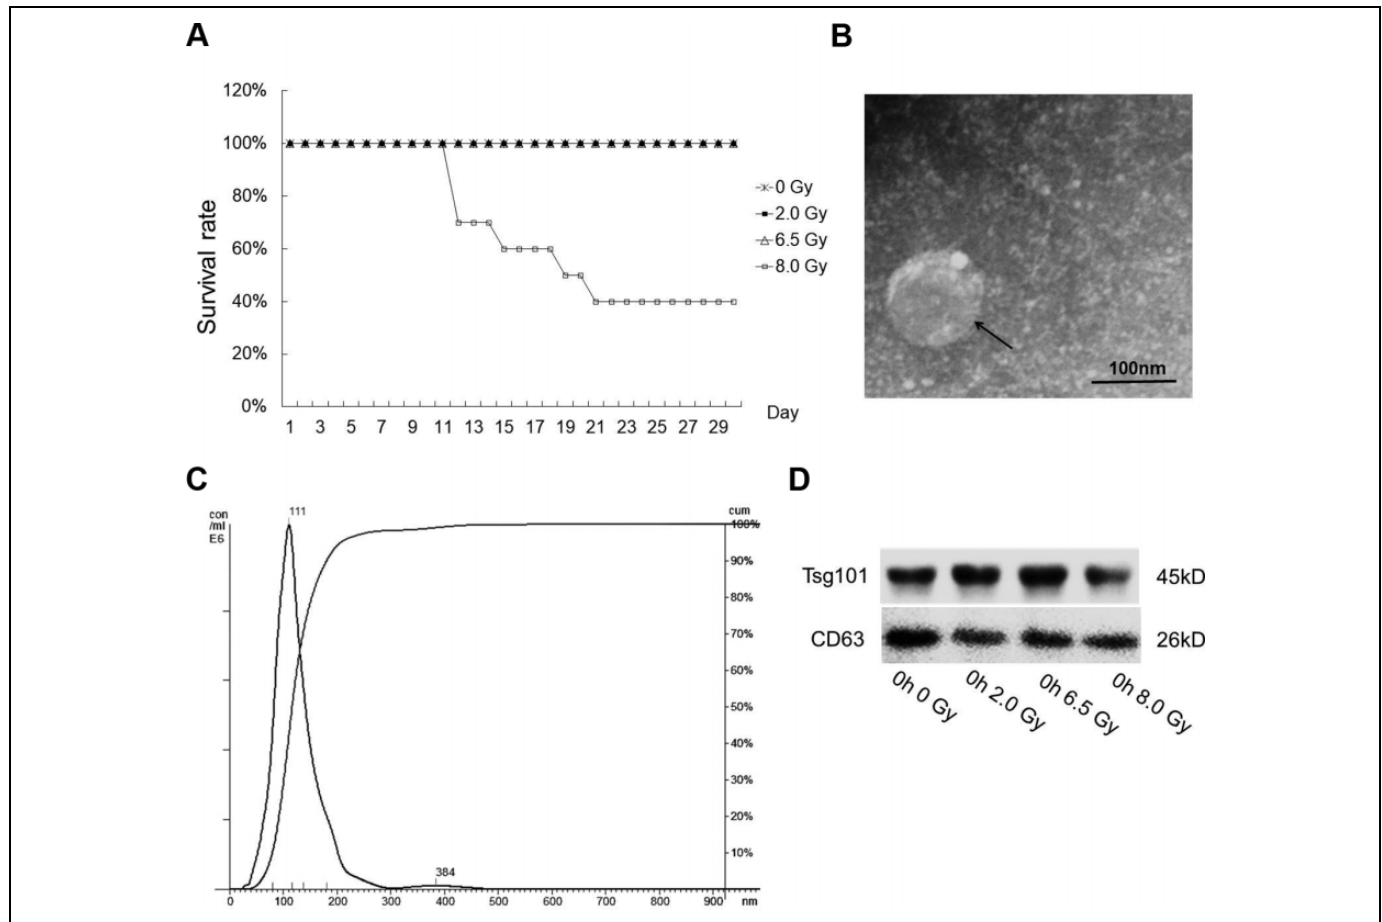 A
120%
100%
80%
60%
40%
20%
0%
Survival rate
1 3 5 7 9 11 13 15 17 19 21 23 25 27 29
Day
0 Gy
2.0 Gy
6.5 Gy
8.0 Gy
B
100nm
C
con
/ml
E6
111
384
cum
100%
90%
80%
70%
60%
50%
40%
30%
20%
10%
0 100 200 300 400 500 600 700 800 900 nm
D
Tsg101 45kD
CD63 26kD
0h 0 Gy
0h 2.0 Gy
0h 6.5 Gy
0h 8.0 Gy